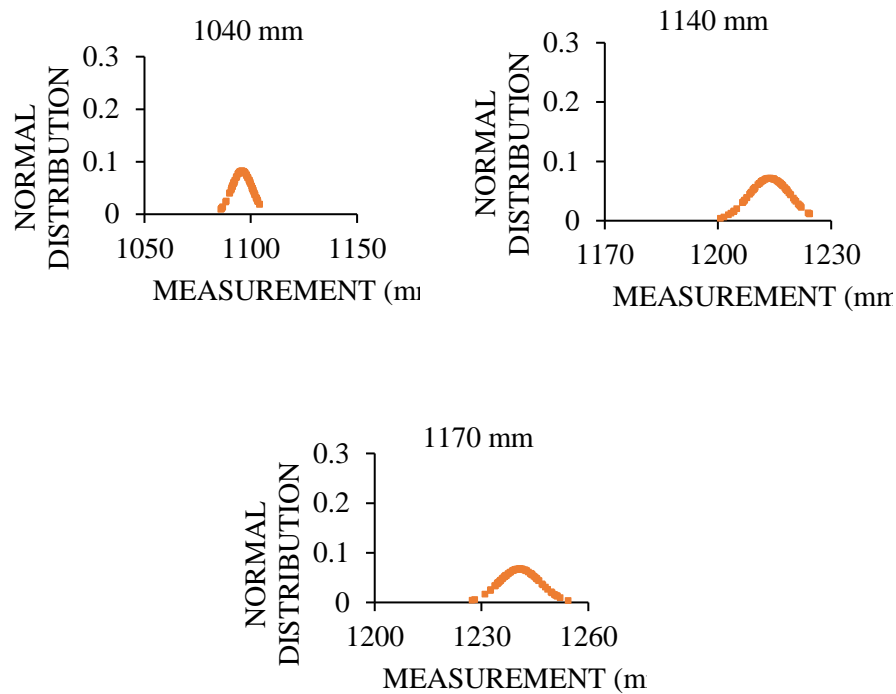 1040 mm
0.3
0.2
0.1
0
NORMAL
DISTRIBUTION
1050 1100 1150
MEASUREMENT (m
1140 mm
0.3
0.2
0.1
0
NORMAL
DISTRIBUTION
1170 1200 1230
MEASUREMENT (mm
1170 mm
0.3
0.2
0.1
0
NORMAL
DISTRIBUTION
1200 1230 1260
MEASUREMENT (m